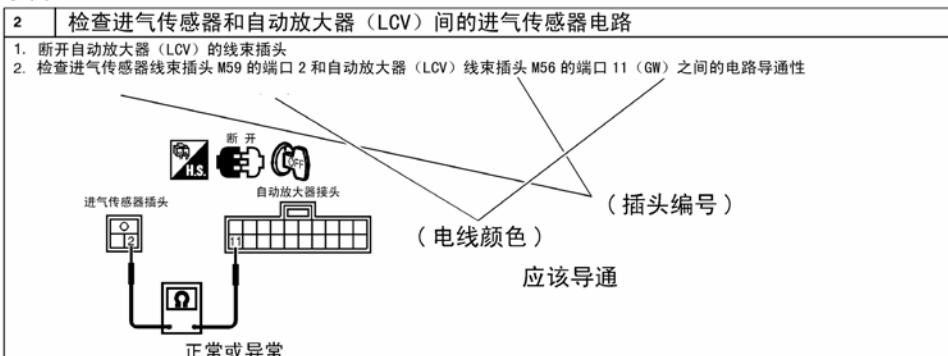 2 检查进气传感器和自动放大器（LCV）间的进气传感器电路
1. 断开自动放大器（LCV）的线束插头
2. 检查进气传感器线束插头 M59 的端口 2 和自动放大器（LCV）线束插头 M56 的端口 11（GW）之间的电路导通性
断 开
H.S.
OFF
自动放大器接头
进气传感器插头
（插头编号）
2
11
（电线颜色）
应该导通
Ω
正常或异常